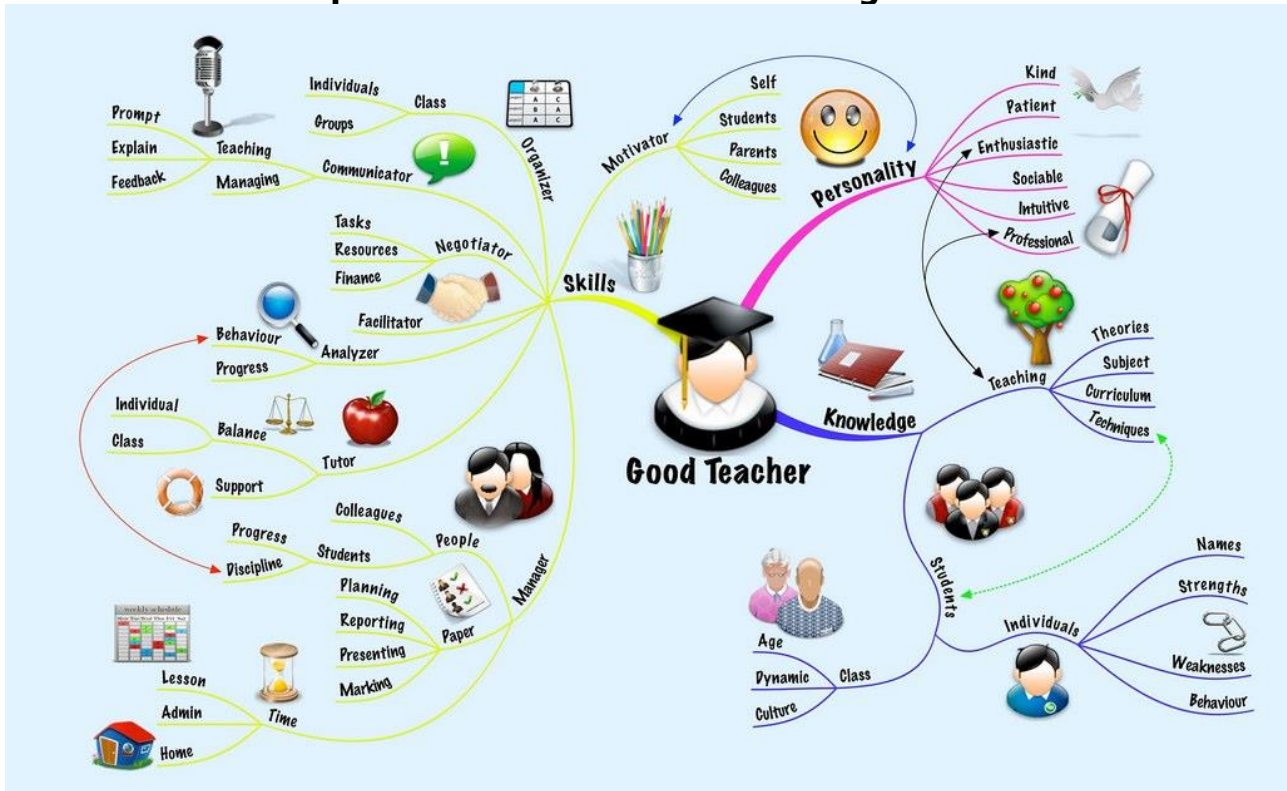 Good Teacher
Skills
Organizer
Class
Individuals
Groups
Communicator
Teaching
Prompt
Explain
Feedback
Managing
Negotiator
Tasks
Resources
Finance
Facilitator
Analyzer
Behaviour
Progress
Tutor
Balance
Individual
Class
Support
Manager
People
Colleagues
Students
Progress
Discipline
Paper
Planning
Reporting
Presenting
Marking
Time
Lesson
Admin
Home
weekly schedule
Motivator
Self
Students
Parents
Colleagues
Personality
Kind
Patient
Enthusiastic
Sociable
Intuitive
Professional
Knowledge
Teaching
Theories
Subject
Curriculum
Techniques
Students
Individuals
Names
Strengths
Weaknesses
Behaviour
Class
Age
Dynamic
Culture
A C
B A
A C